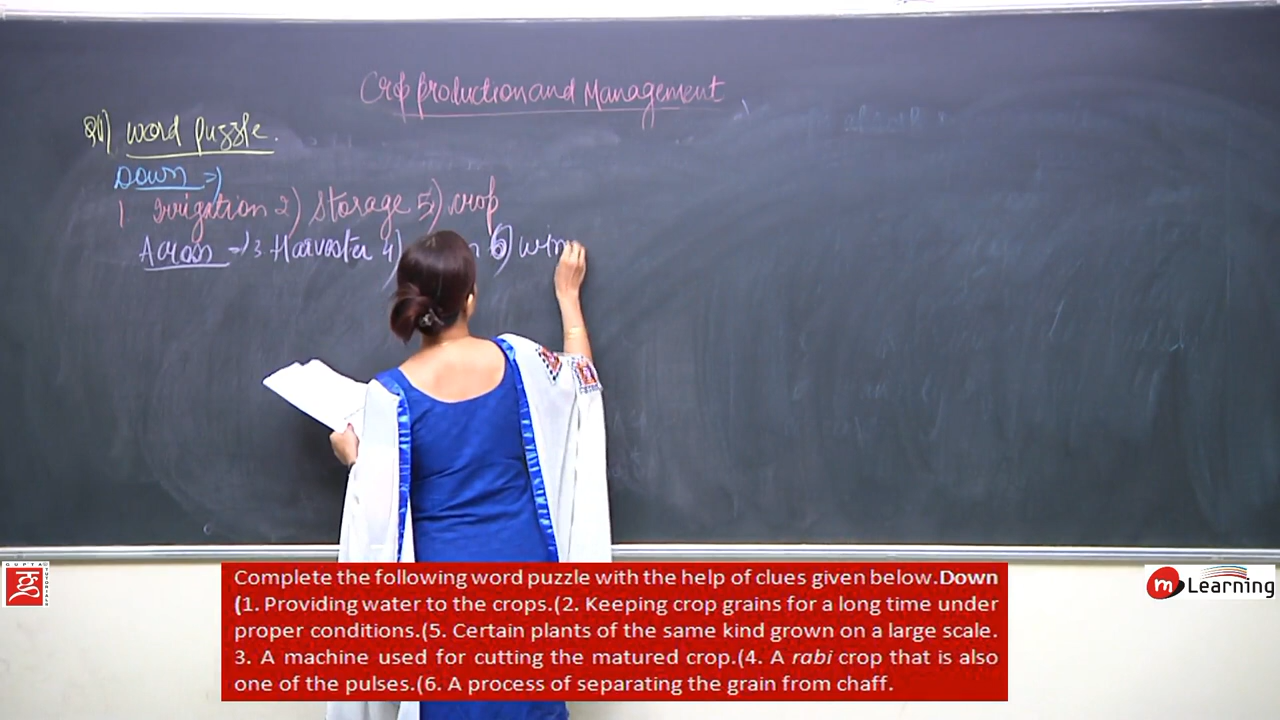 Crop production and Management
Q11) word puzzle.
Down ⇒
1. Irrigation 2) Storage 5) crop
Across ⇒ 3. Harvester 4) 6) win
Complete the following word puzzle with the help of clues given below.Down
(1. Providing water to the crops.(2. Keeping crop grains for a long time under
proper conditions.(5. Certain plants of the same kind grown on a large scale.
3. A machine used for cutting the matured crop.(4. A rabi crop that is also
one of the pulses.(6. A process of separating the grain from chaff.
GUPTA
TUTORIALS
m Learning